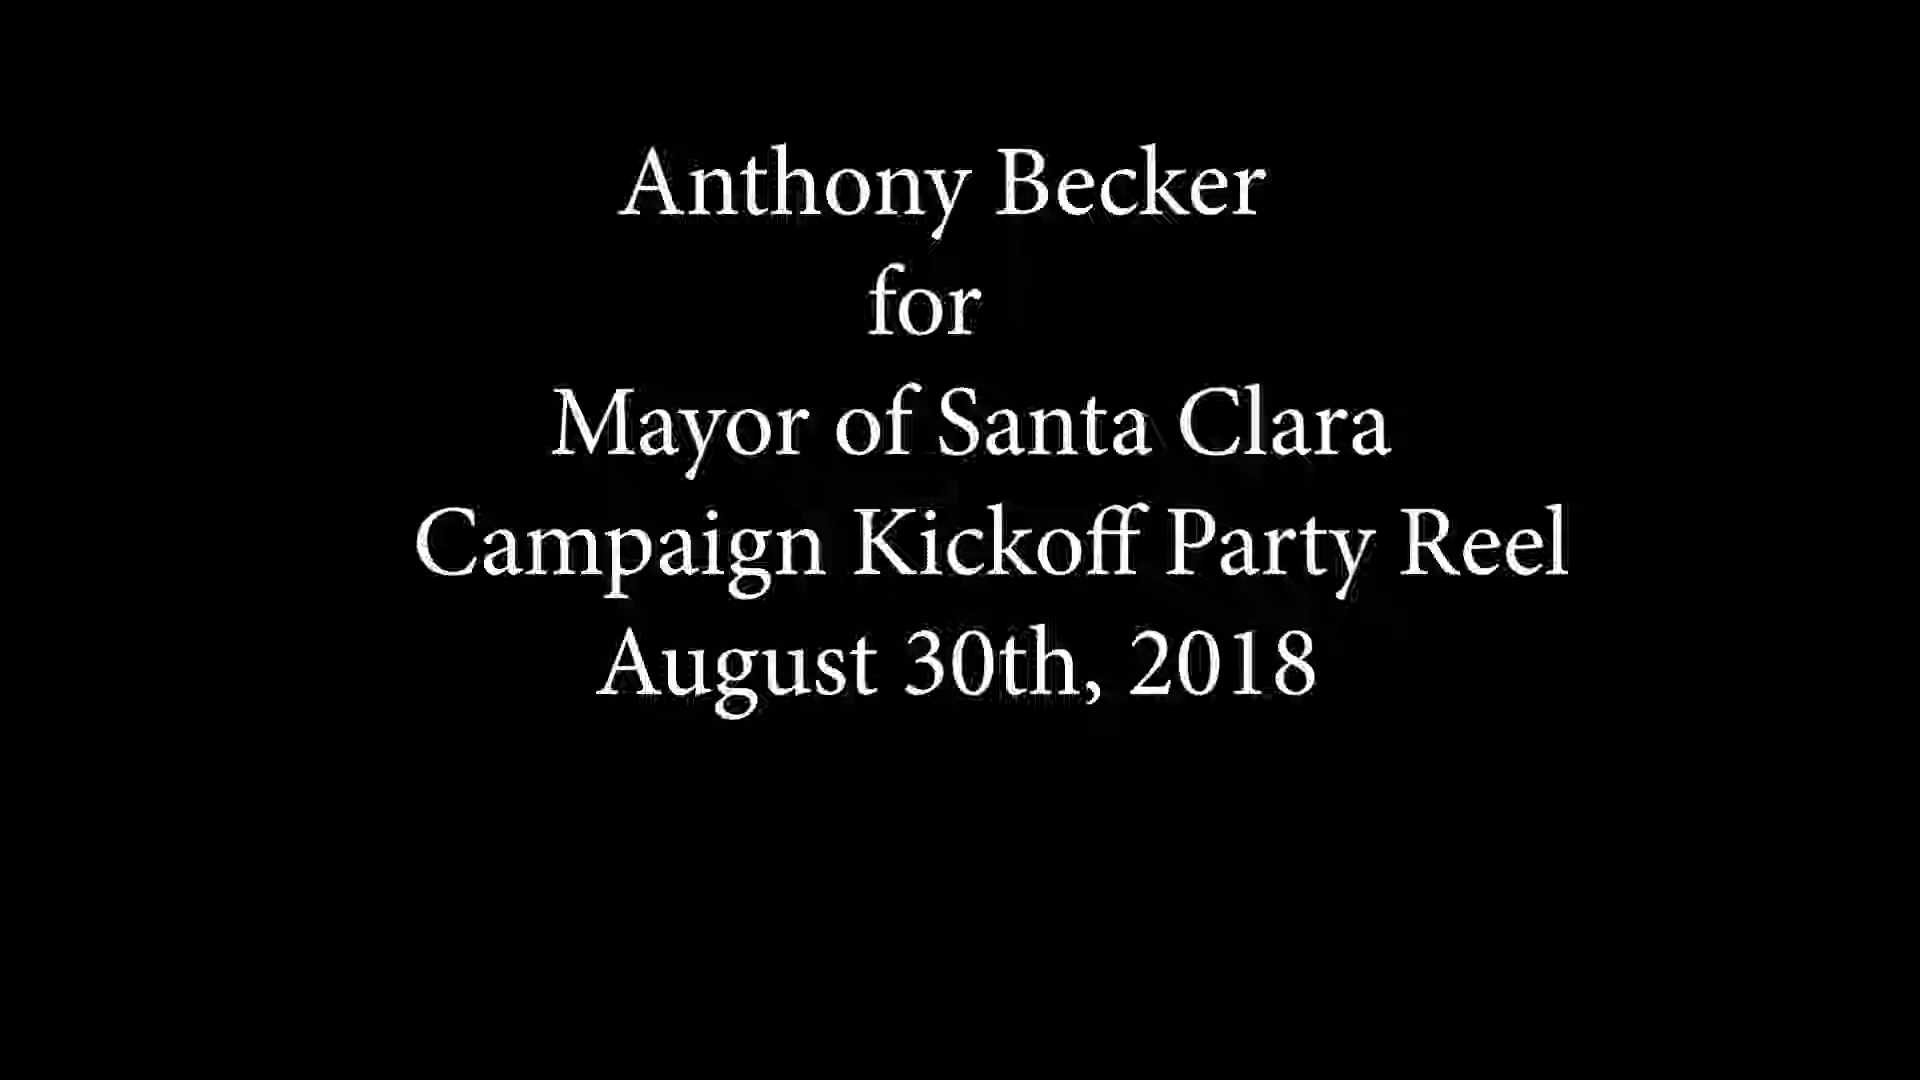 Anthony Becker
for
Mayor of Santa Clara
Campaign Kickoff Party Reel
August 30th, 2018